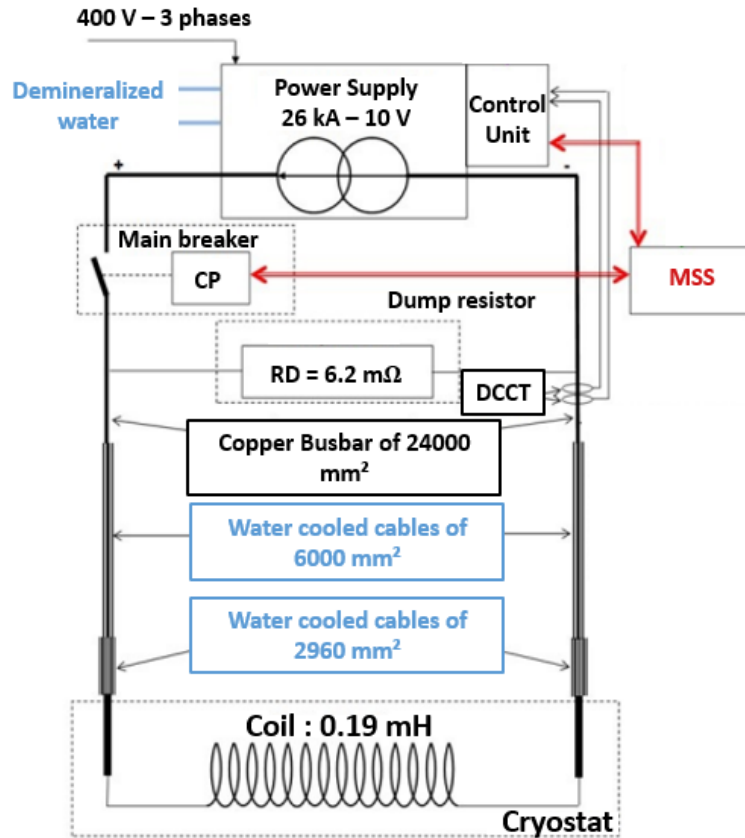 400 V – 3 phases
Demineralized
water
Power Supply
26 kA – 10 V
Control
Unit
+
-
Main breaker
CP
MSS
Dump resistor
RD = 6.2 mΩ
DCCT
Copper Busbar of 24000
mm²
Water cooled cables of
6000 mm²
Water cooled cables of
2960 mm²
Coil : 0.19 mH
Cryostat